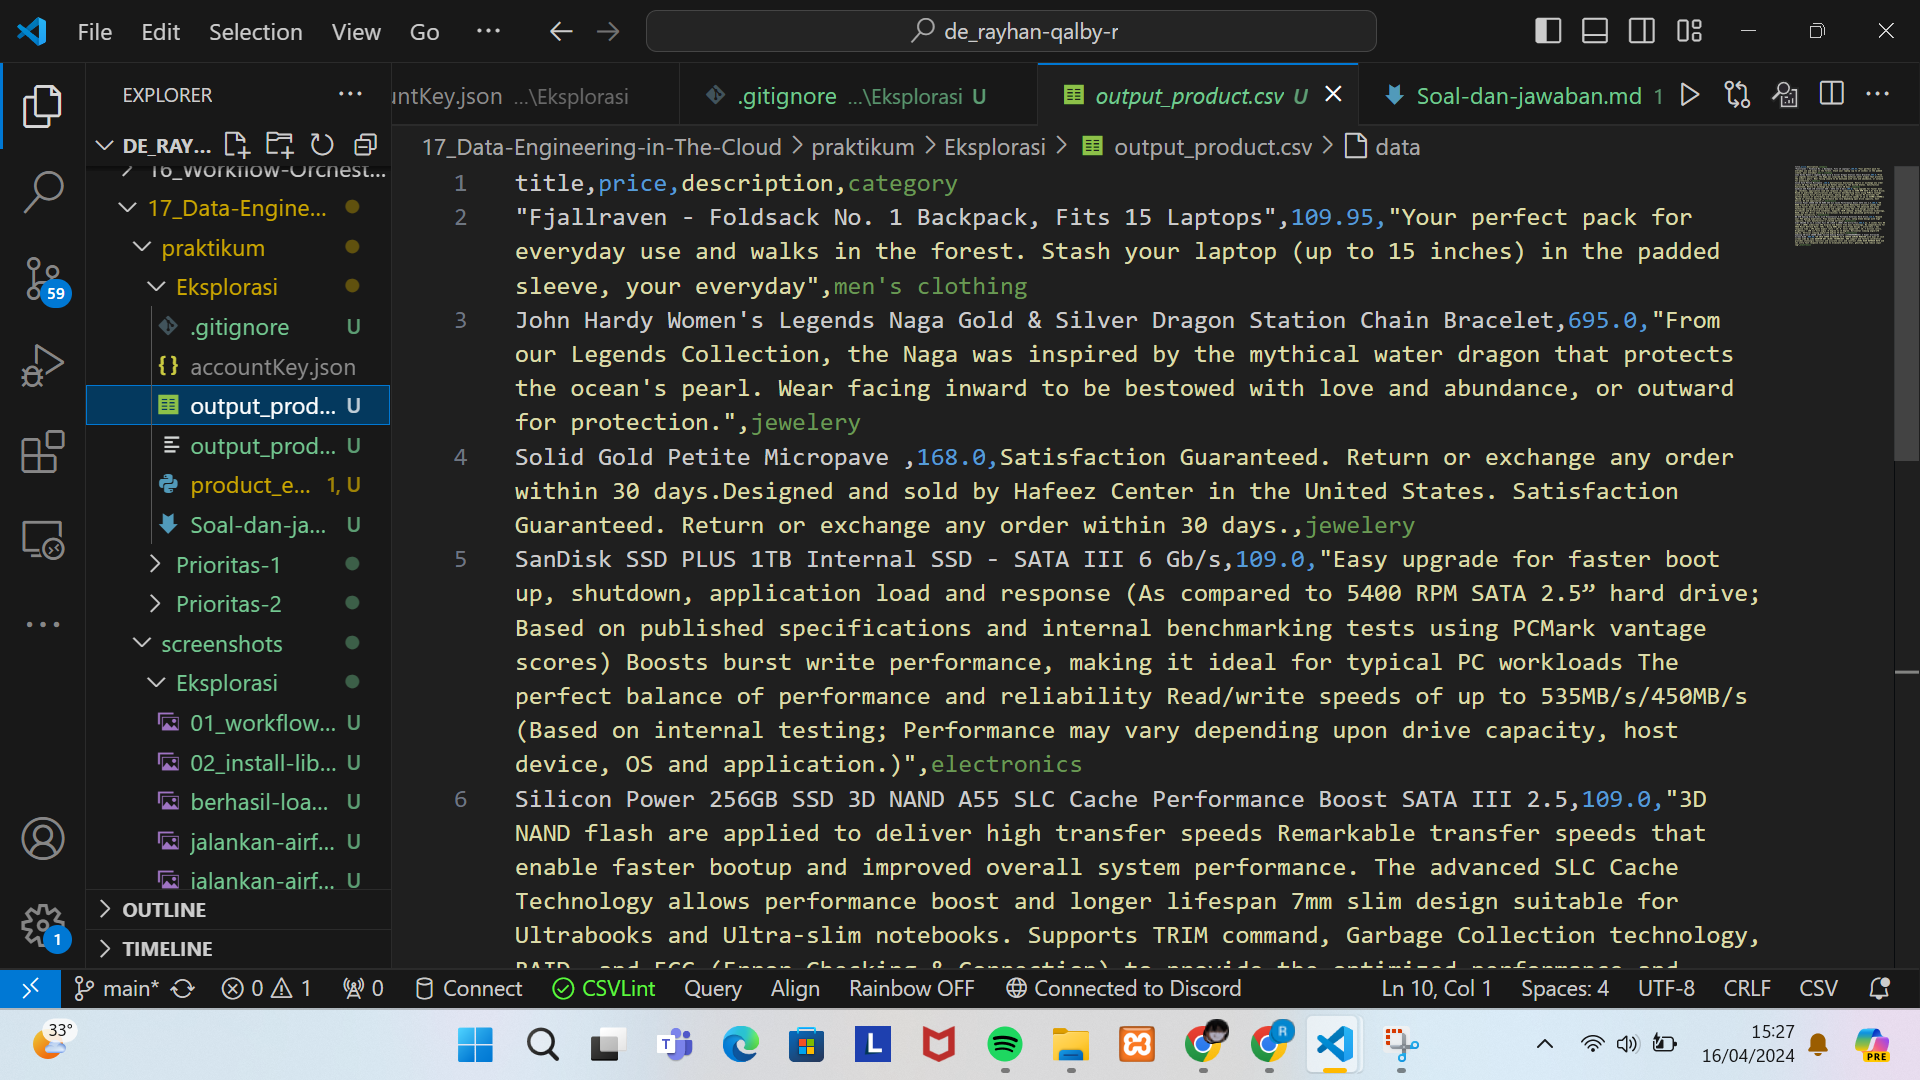 File Edit Selection View Go ... de_rayhan-qalby-r
EXPLORER ...
DE_RAY...
16_Workflow-Orchest...
17_Data-Engine...
praktikum
Eksplorasi
.gitignore U
accountKey.json
output_prod... U
output_prod... U
product_e... 1, U
Soal-dan-ja... U
Prioritas-1
Prioritas-2
screenshots
Eksplorasi
01_workflow... U
02_install-lib... U
berhasil-loa... U
jalankan-airf... U
jalankan-airf... U
OUTLINE
TIMELINE
59
1
untKey.json ...\Eksplorasi .gitignore ...\Eksplorasi U output_product.csv U Soal-dan-jawaban.md 1
17_Data-Engineering-in-The-Cloud > praktikum > Eksplorasi > output_product.csv > data
1 title,price,description,category
2 "Fjallraven - Foldsack No. 1 Backpack, Fits 15 Laptops",109.95,"Your perfect pack for
everyday use and walks in the forest. Stash your laptop (up to 15 inches) in the padded
sleeve, your everyday",men's clothing
3 John Hardy Women's Legends Naga Gold & Silver Dragon Station Chain Bracelet,695.0,"From
our Legends Collection, the Naga was inspired by the mythical water dragon that protects
the ocean's pearl. Wear facing inward to be bestowed with love and abundance, or outward
for protection.",jewelery
4 Solid Gold Petite Micropave ,168.0,Satisfaction Guaranteed. Return or exchange any order
within 30 days.Designed and sold by Hafeez Center in the United States. Satisfaction
Guaranteed. Return or exchange any order within 30 days.,jewelery
5 SanDisk SSD PLUS 1TB Internal SSD - SATA III 6 Gb/s,109.0,"Easy upgrade for faster boot
up, shutdown, application load and response (As compared to 5400 RPM SATA 2.5” hard drive;
Based on published specifications and internal benchmarking tests using PCMark vantage
scores) Boosts burst write performance, making it ideal for typical PC workloads The
perfect balance of performance and reliability Read/write speeds of up to 535MB/s/450MB/s
(Based on internal testing; Performance may vary depending upon drive capacity, host
device, OS and application.)",electronics
6 Silicon Power 256GB SSD 3D NAND A55 SLC Cache Performance Boost SATA III 2.5,109.0,"3D
NAND flash are applied to deliver high transfer speeds Remarkable transfer speeds that
enable faster bootup and improved overall system performance. The advanced SLC Cache
Technology allows performance boost and longer lifespan 7mm slim design suitable for
Ultrabooks and Ultra-slim notebooks. Supports TRIM command, Garbage Collection technology,
RAID, and ECC (Error Checking & Correction) to provide the optimized performance and
main* 0 1 0 Connect CSVLint Query Align Rainbow OFF Connected to Discord Ln 10, Col 1 Spaces: 4 UTF-8 CRLF CSV
33° 15:27
16/04/2024
PRE